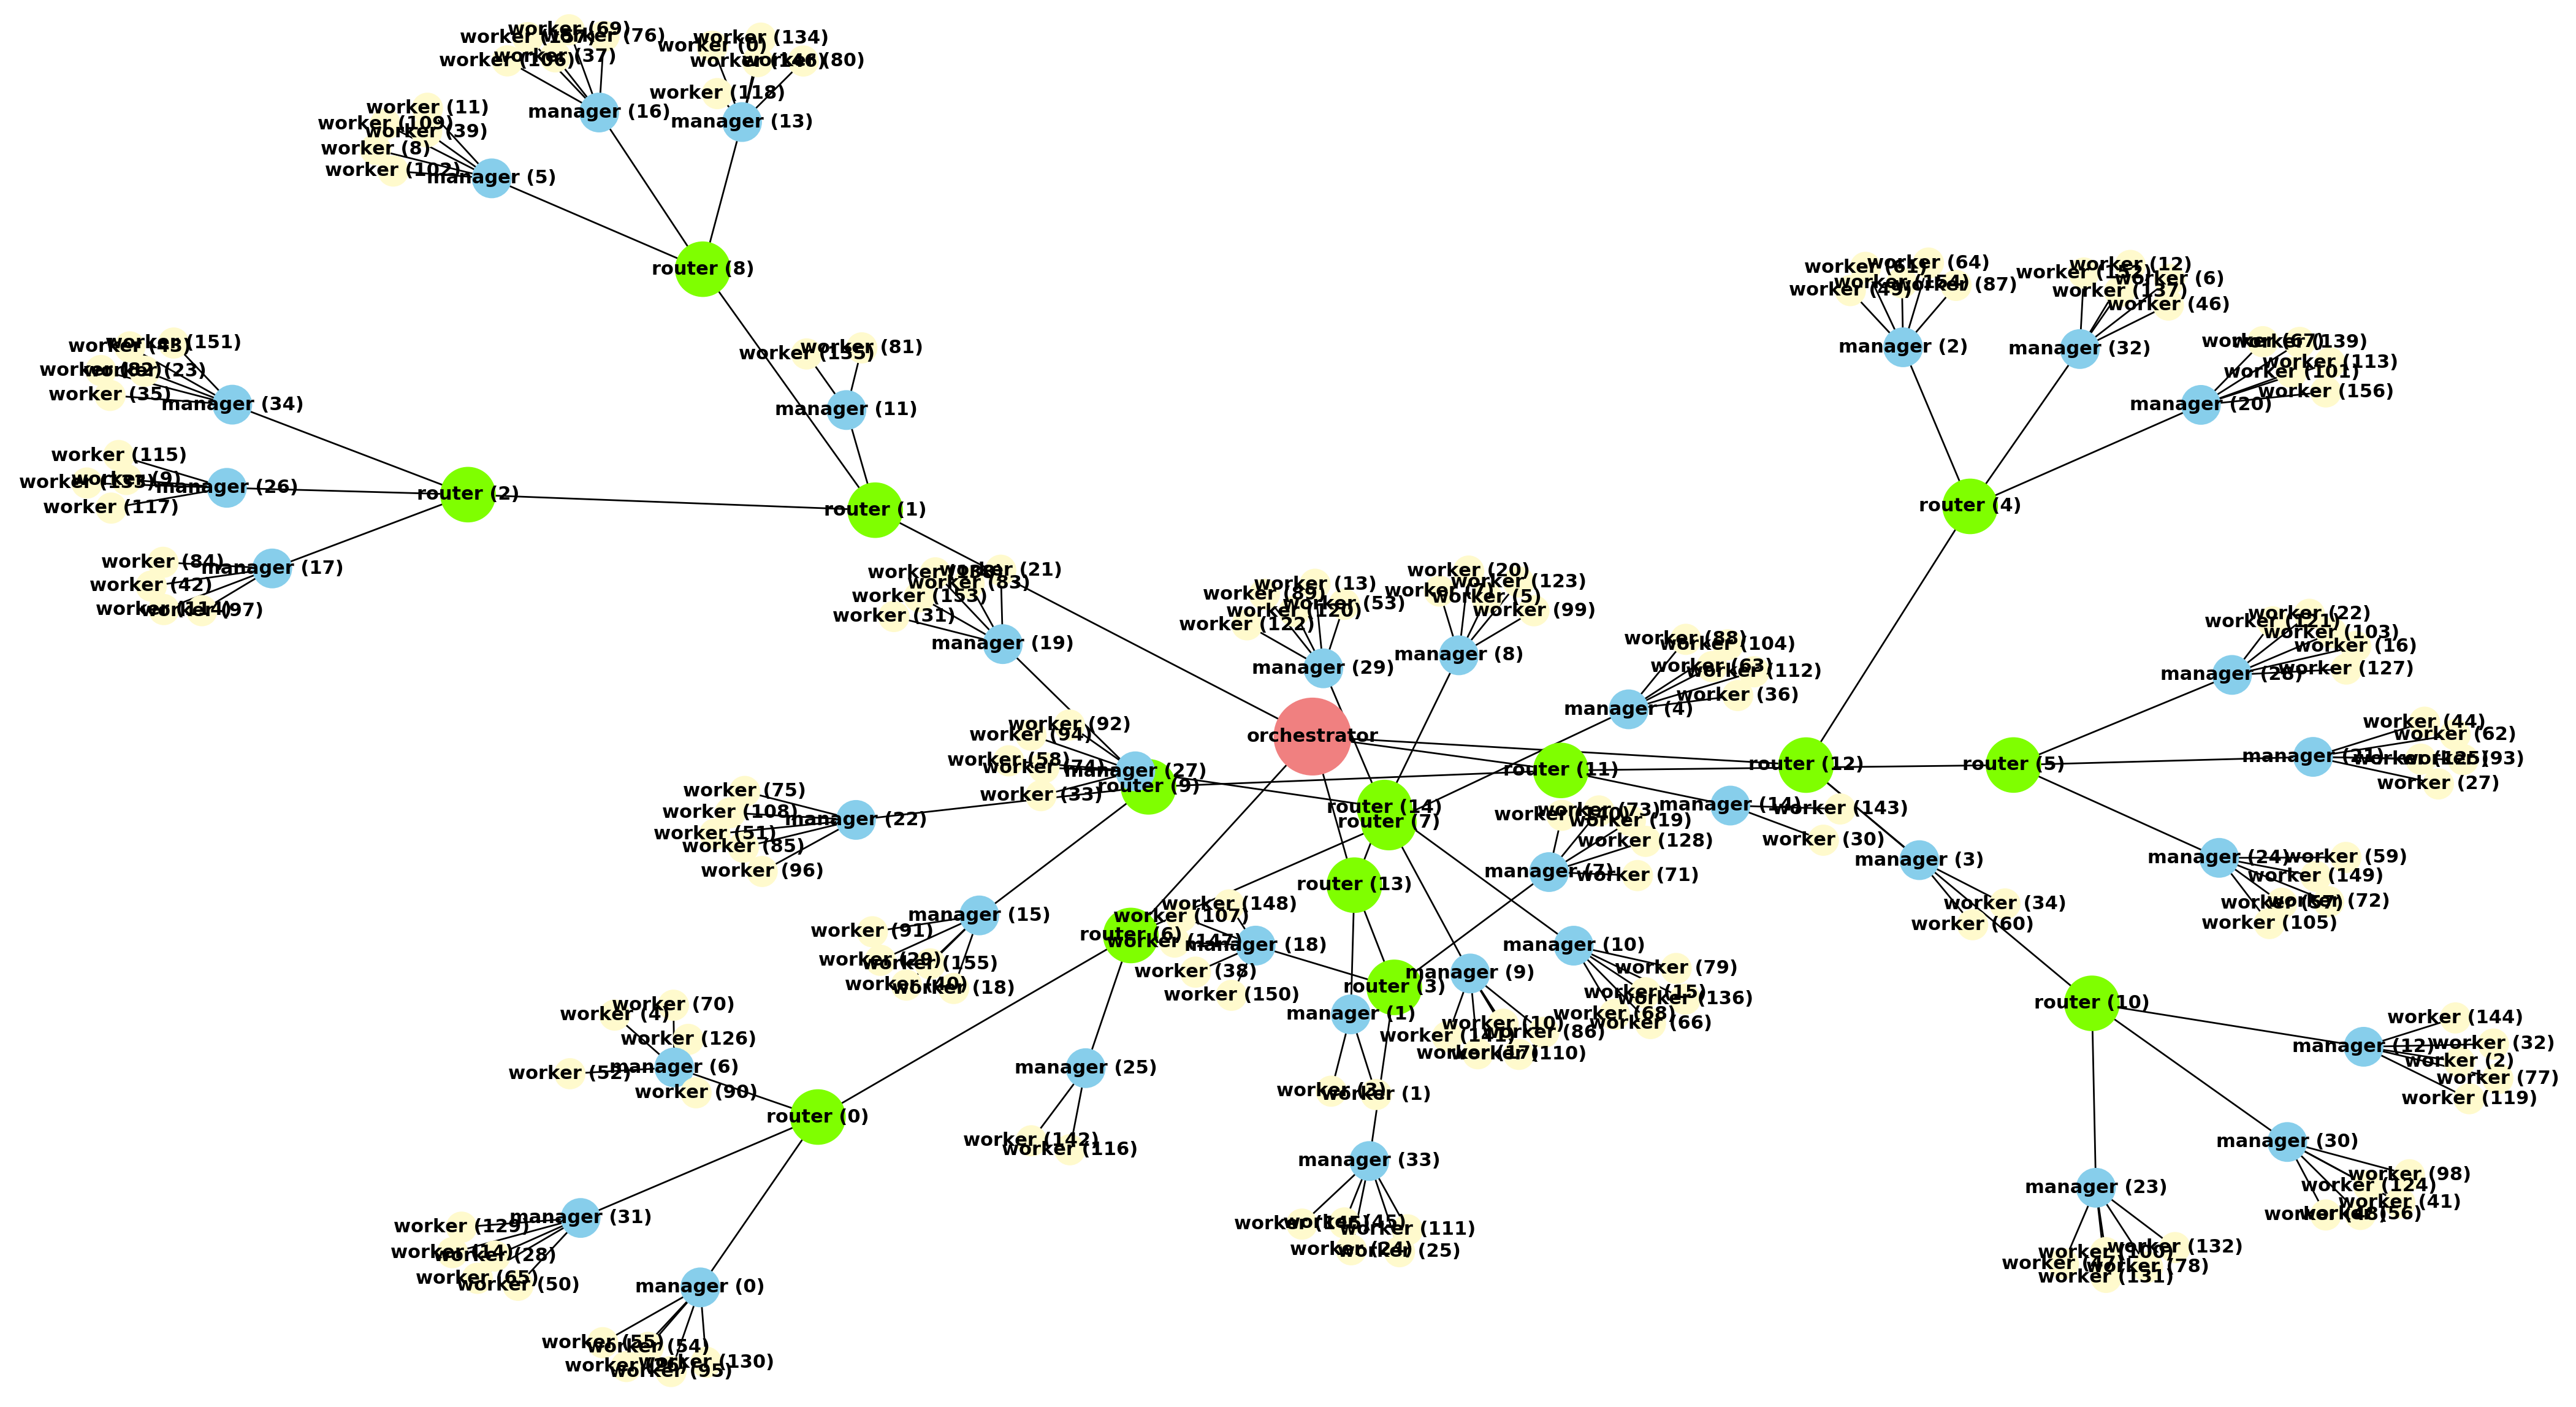 worker (69)
worker (76)
worker (37)
worker (106)
manager (16)
worker (134)
worker (0)
worker (146)
worker (80)
worker (118)
manager (13)
worker (11)
worker (109)
worker (39)
worker (8)
worker (102)
manager (5)
router (8)
worker (61)
worker (64)
worker (154)
worker (87)
worker (49)
manager (2)
worker (12)
worker (152)
worker (6)
worker (137)
worker (46)
manager (32)
worker (67)
worker (139)
worker (113)
worker (101)
worker (156)
manager (20)
worker (43)
worker (151)
worker (82)
worker (23)
worker (35)
manager (34)
worker (81)
worker (135)
manager (11)
worker (115)
worker (9)
manager (26)
worker (117)
router (2)
router (1)
router (4)
worker (84)
manager (17)
worker (42)
worker (114)
worker (97)
worker (21)
worker (83)
worker (153)
worker (31)
manager (19)
worker (13)
worker (89)
worker (53)
worker (120)
worker (122)
manager (29)
worker (20)
worker (123)
worker (7)
worker (5)
worker (99)
manager (8)
worker (88)
worker (104)
worker (63)
worker (112)
worker (36)
manager (4)
worker (22)
worker (121)
worker (103)
worker (16)
worker (127)
manager (28)
worker (92)
worker (94)
worker (58)
worker (74)
manager (27)
worker (33)
router (9)
orchestrator
router (11)
router (12)
router (5)
worker (44)
worker (62)
manager (21)
worker (125)
worker (93)
worker (27)
worker (75)
worker (108)
manager (22)
worker (51)
worker (85)
worker (96)
router (14)
router (7)
worker (73)
worker (140)
worker (19)
worker (128)
manager (7)
worker (71)
manager (14)
worker (143)
worker (30)
manager (3)
worker (34)
worker (60)
manager (24)
worker (59)
worker (149)
worker (57)
worker (72)
worker (105)
router (13)
manager (15)
worker (91)
worker (29)
worker (155)
worker (40)
worker (18)
worker (148)
worker (107)
router (6)
worker (147)
manager (18)
worker (38)
worker (150)
manager (9)
router (3)
manager (1)
manager (10)
worker (79)
worker (15)
worker (136)
worker (68)
worker (66)
worker (10)
worker (141)
worker (86)
worker (17)
worker (110)
router (10)
worker (70)
worker (4)
worker (126)
manager (6)
worker (52)
worker (90)
router (0)
manager (25)
worker (142)
worker (116)
worker (3)
worker (1)
manager (33)
worker (145)
worker (45)
worker (111)
worker (24)
worker (25)
worker (144)
manager (12)
worker (32)
worker (2)
worker (77)
worker (119)
manager (30)
worker (98)
worker (124)
worker (41)
worker (48)
worker (56)
manager (23)
worker (132)
worker (100)
worker (47)
worker (78)
worker (131)
manager (31)
worker (129)
worker (14)
worker (28)
worker (65)
worker (50)
manager (0)
worker (55)
worker (54)
worker (130)
worker (95)